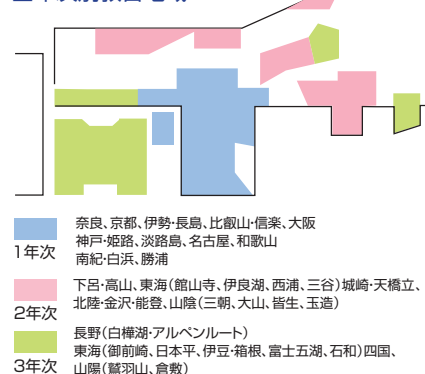 奈良、京都、伊勢・長島、比叡山・信楽、大阪
神戸・姫路、淡路島、名古屋、和歌山
南紀・白浜、勝浦
1年次
下呂・高山、東海(館山寺、伊良湖、西浦、三谷)城崎・天橋立、
北陸・金沢・能登、山陰(三朝、大山、皆生、玉造)
2年次
長野(白樺湖・アルペンルート)
東海(御前崎、日本平、伊豆・箱根、富士五湖、石和)四国、
山陽(鷲羽山、倉敷)
3年次